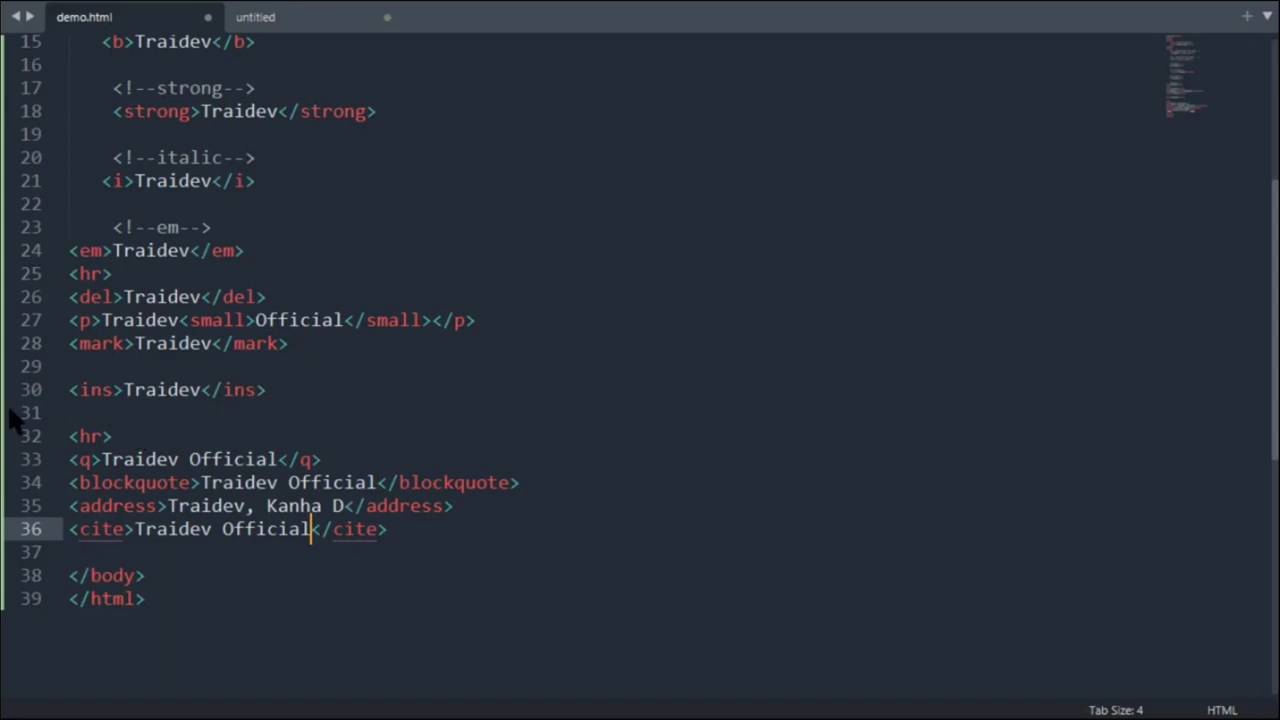 demo.html untitled
15 <b>Traidev</b>
16
17 <!--strong-->
18 <strong>Traidev</strong>
19
20 <!--italic-->
21 <i>Traidev</i>
22
23 <!--em-->
24 <em>Traidev</em>
25 <hr>
26 <del>Traidev</del>
27 <p>Traidev<small>Official</small></p>
28 <mark>Traidev</mark>
29
30 <ins>Traidev</ins>
31
32 <hr>
33 <q>Traidev Official</q>
34 <blockquote>Traidev Official</blockquote>
35 <address>Traidev, Kanha D</address>
36 <cite>Traidev Official</cite>
37
38 </body>
39 </html>
Tab Size: 4 HTML